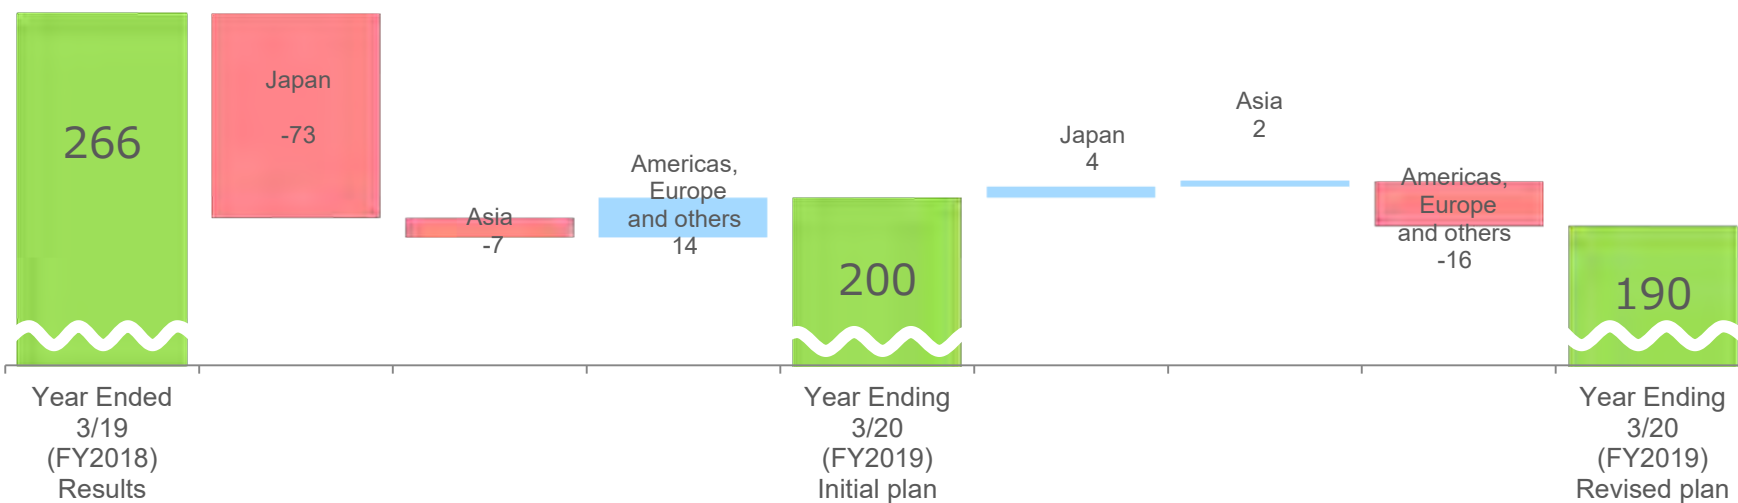 266
Japan
-73
Asia
-7
Americas,
Europe
and others
14
200
Japan
4
Asia
2
Americas,
Europe
and others
-16
190
Year Ended
3/19
(FY2018)
Results
Year Ending
3/20
(FY2019)
Initial plan
Year Ending
3/20
(FY2019)
Revised plan